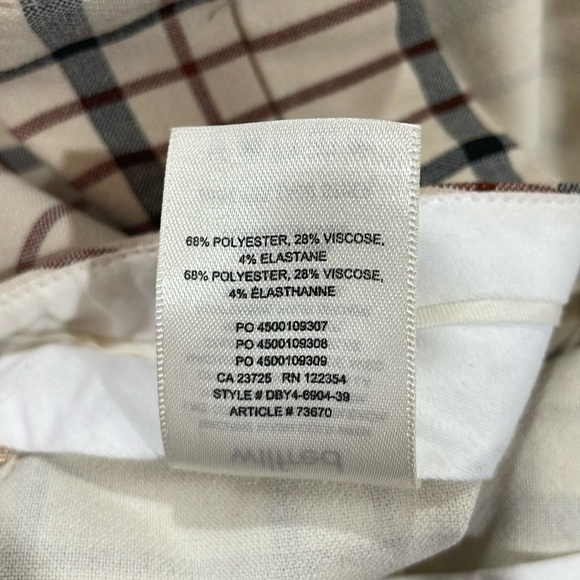 68% POLYESTER, 28% VISCOSE,
4% ELASTANE
68% POLYESTER, 28% VISCOSE,
4% ÉLASTHANNE
PO 4500109307
PO 4500109308
PO 4500109309
CA 23725 RN 122354
STYLE # DBY4-6904-39
ARTICLE # 73670
wilfred